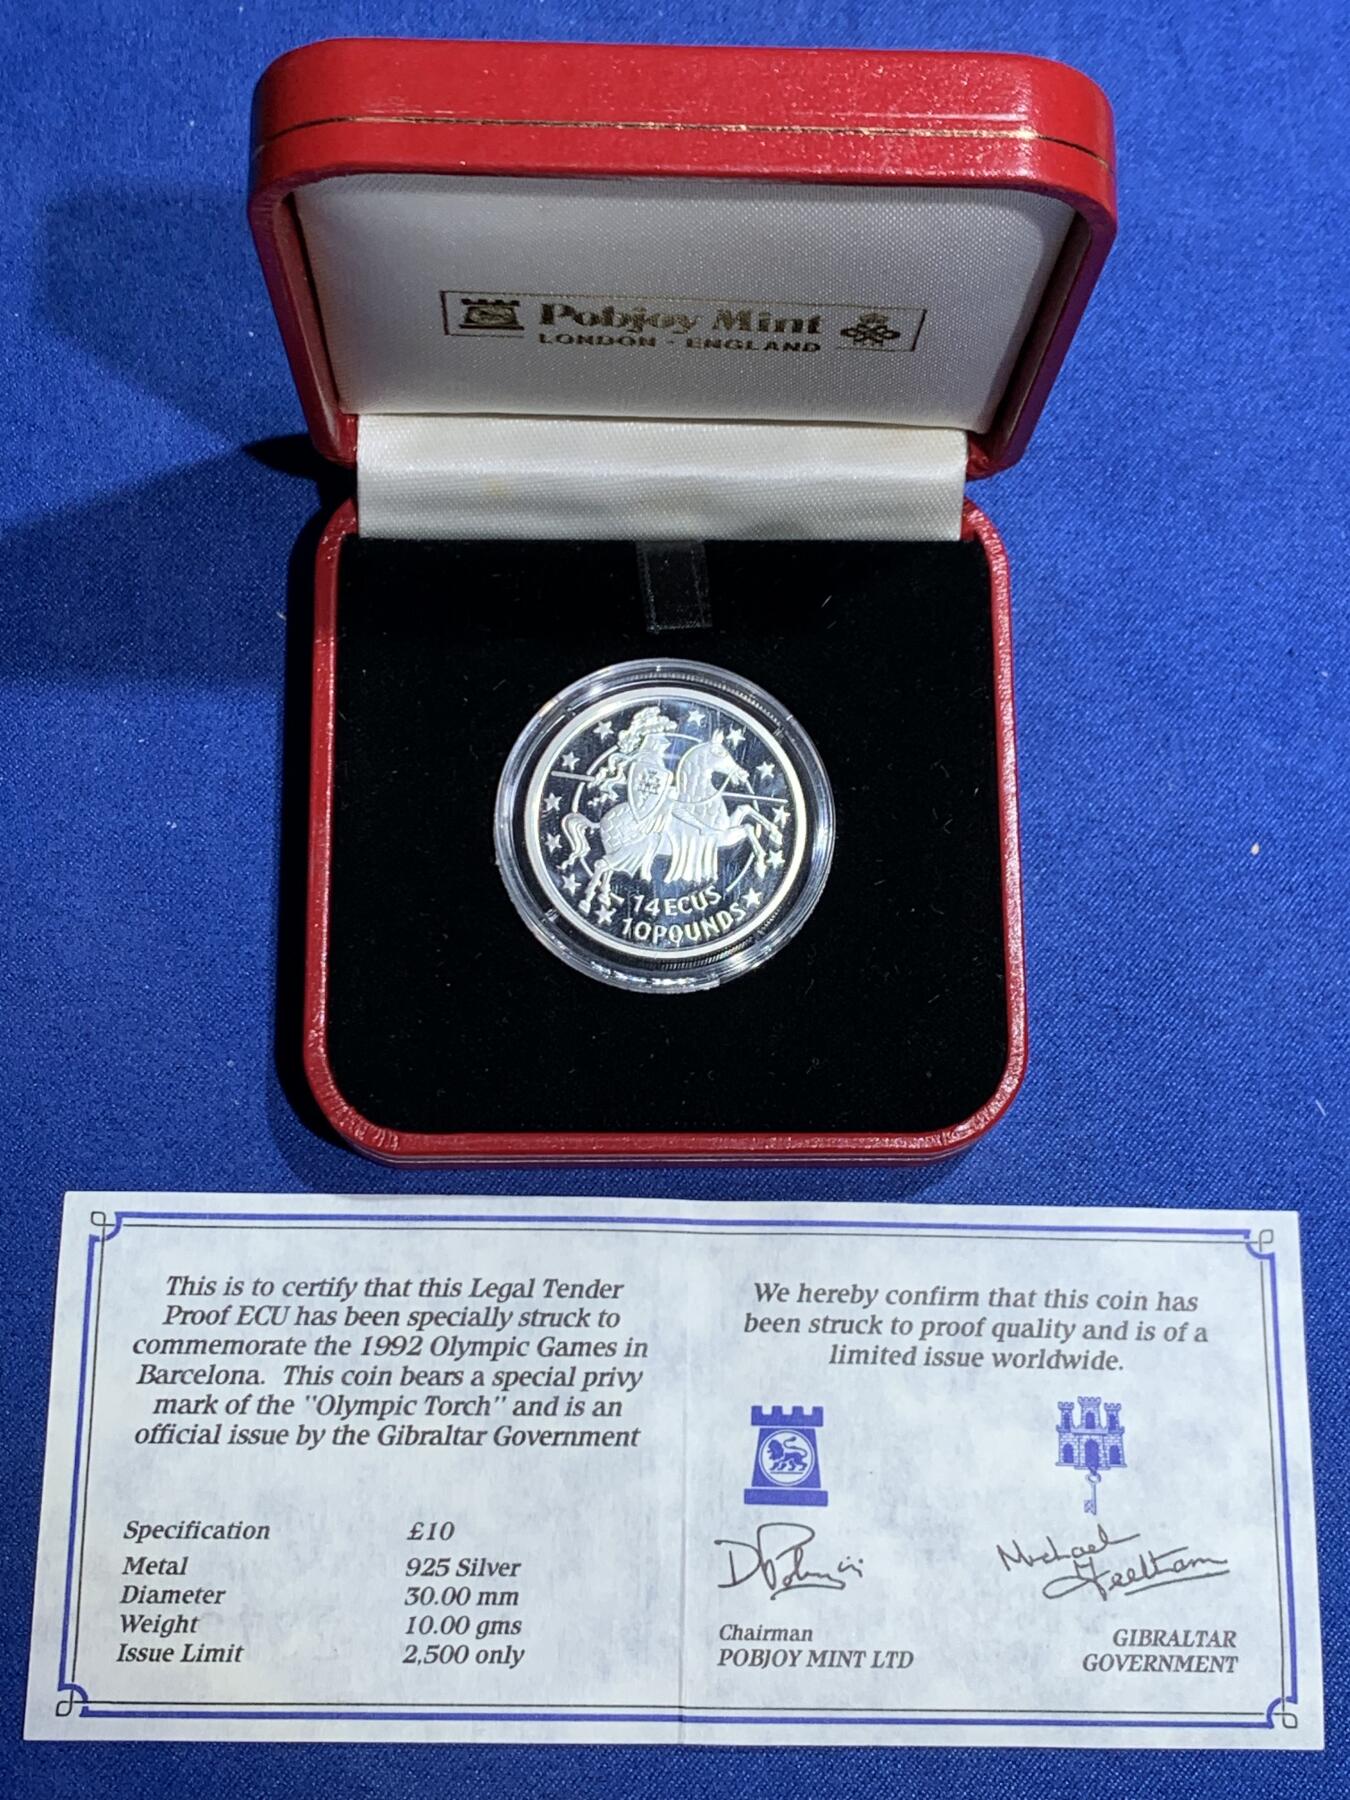 Pobjoy Mint
LONDON - ENGLAND
14 ECUS
10 POUNDS
This is to certify that this Legal Tender
Proof ECU has been specially struck to
commemorate the 1992 Olympic Games in
Barcelona. This coin bears a special privy
mark of the "Olympic Torch" and is an
official issue by the Gibraltar Government
Specification £10
Metal 925 Silver
Diameter 30.00 mm
Weight 10.00 gms
Issue Limit 2,500 only
We hereby confirm that this coin has
been struck to proof quality and is of a
limited issue worldwide.
Michael
Feeltham
Chairman
POBJOY MINT LTD
GIBRALTAR
GOVERNMENT